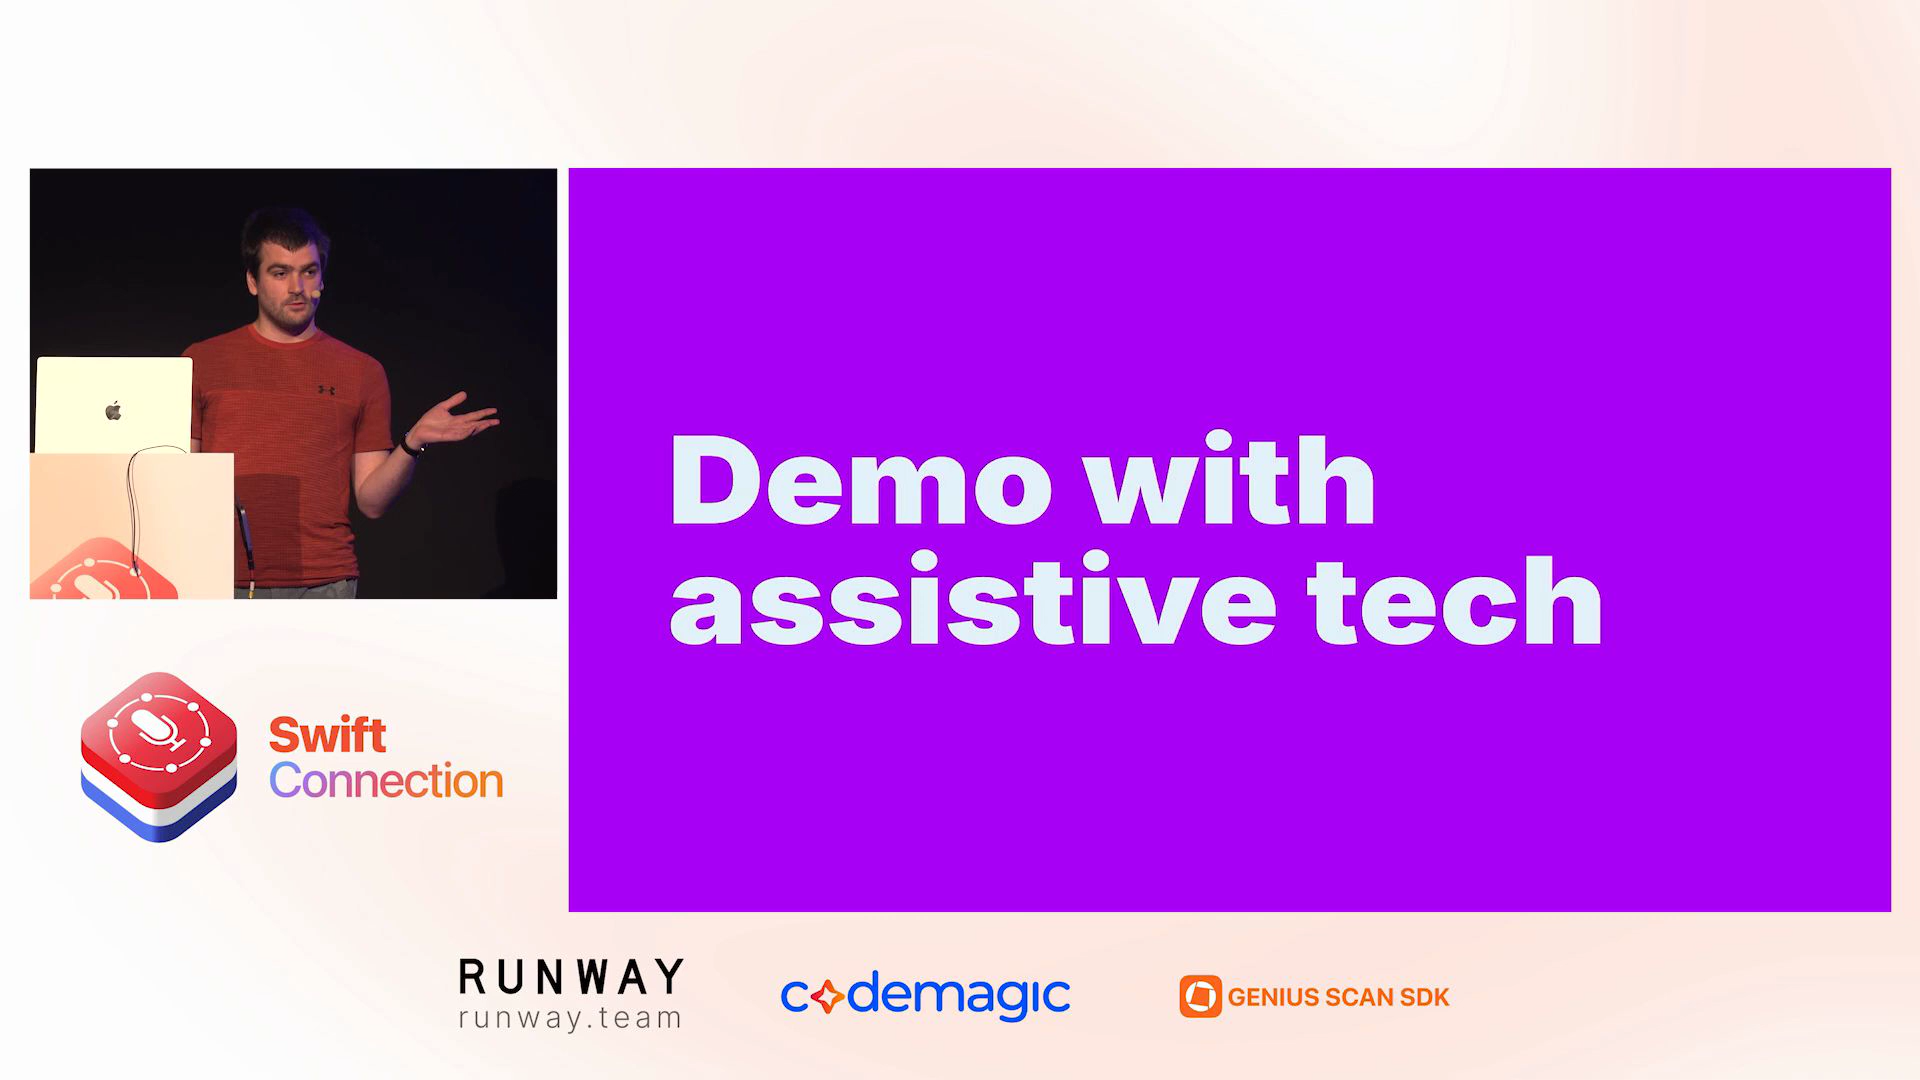 Demo with
assistive tech
Swift
Connection
RUNWAY
runway.team
codemagic
GENIUS SCAN SDK